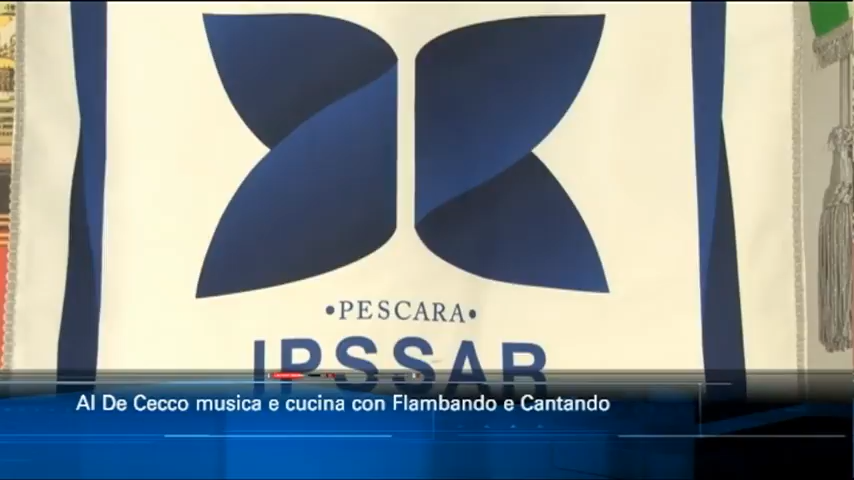 •PESCARA•
IPSSAR
Al De Cecco musica e cucina con Flambando e Cantando